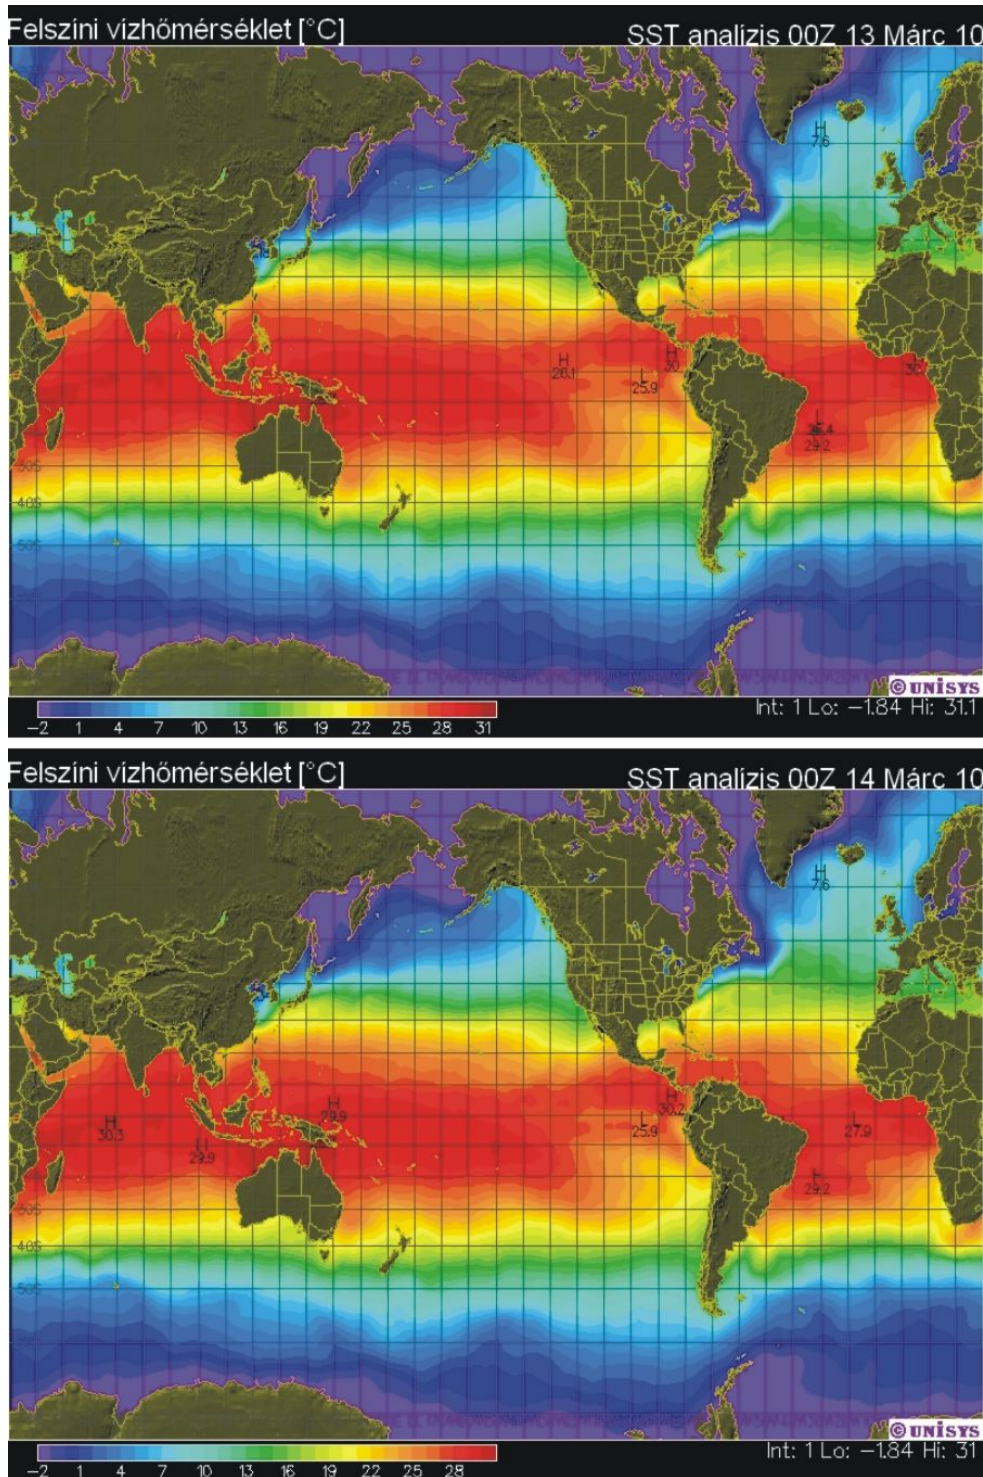 Felszíni vízhőmérséklet [°C]
SST analízis 00Z 13 Márc 10
H
7.6
H
28.1
H
30
L
25.9
H
30.
L
29.2
30S
40S
50S
© UNISYS
Int: 1 Lo: -1.84 Hi: 31.1
-2 1 4 7 10 13 16 19 22 25 28 31
Felszíni vízhőmérséklet [°C]
SST analízis 00Z 14 Márc 10
H
7.6
H
29.9
H
30.2
H
30.3
L
25.9
L
27.9
29.9
L
29.2
30S
40S
50S
© UNISYS
Int: 1 Lo: -1.84 Hi: 31
-2 1 4 7 10 13 16 19 22 25 28